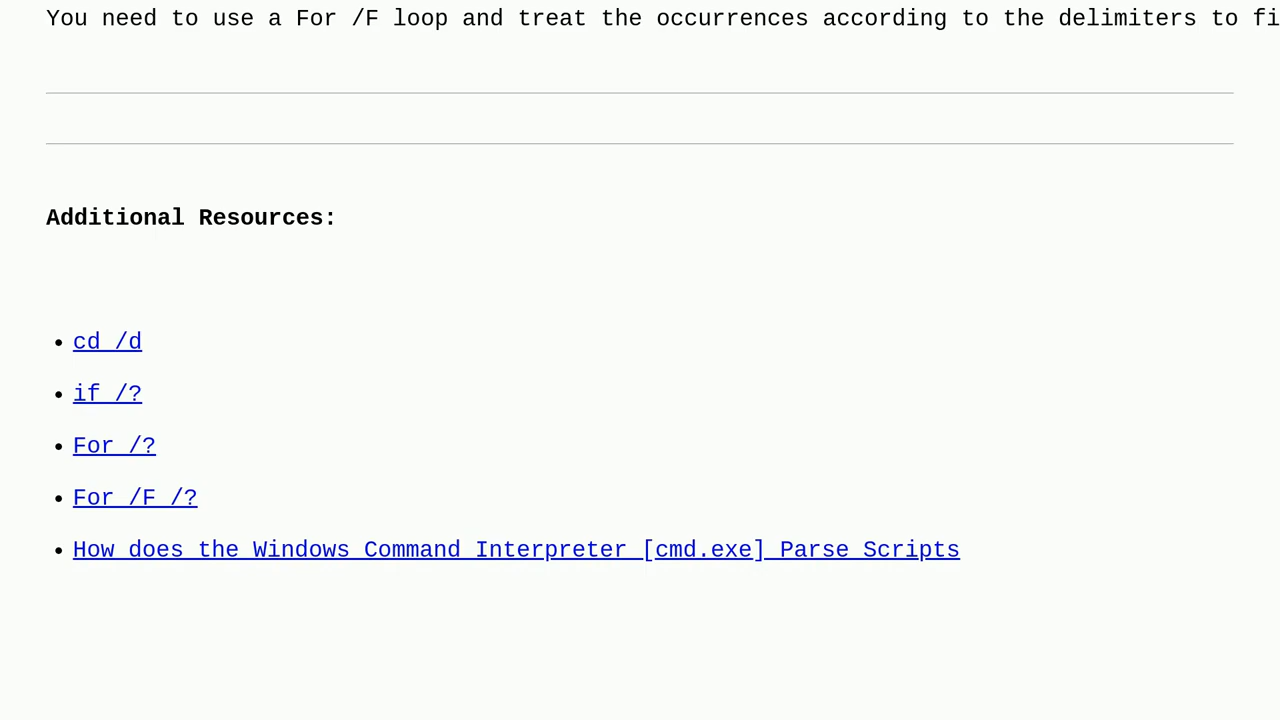 You need to use a For /F loop and treat the occurrences according to the delimiters to
Additional Resources:
cd /d
if /?
For /?
For /F /?
How does the Windows Command Interpreter [cmd.exe] Parse Scripts